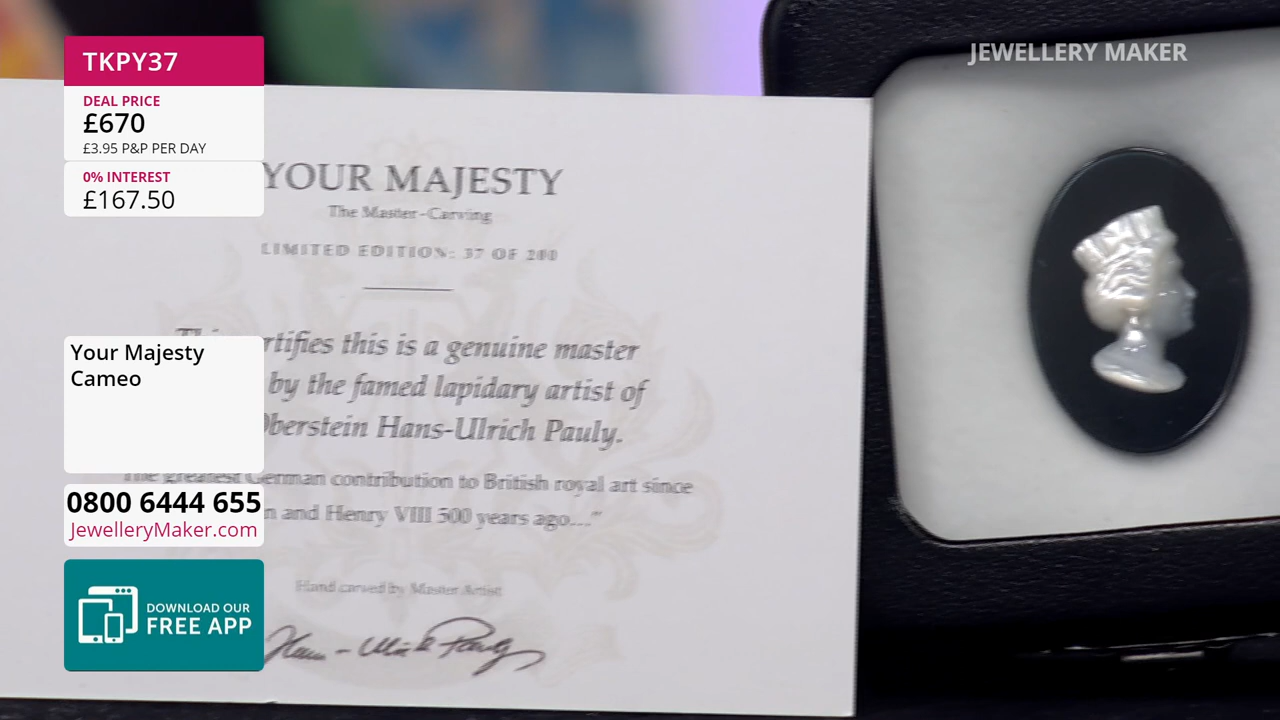 TKPY37
DEAL PRICE
£670
£3.95 P&P PER DAY
0% INTEREST
£167.50
Your Majesty
Cameo
0800 6444 655
JewelleryMaker.com
DOWNLOAD OUR
FREE APP
JEWELLERY MAKER
YOUR MAJESTY
The Master-Carving
LIMITED EDITION: 37 OF 200
rtifies this is a genuine master
by the famed lapidary artist of
Oberstein Hans-Ulrich Pauly.
The greatest German contribution to British royal art since
n and Henry VIII 500 years ago...."
Hand carved by Master Artist